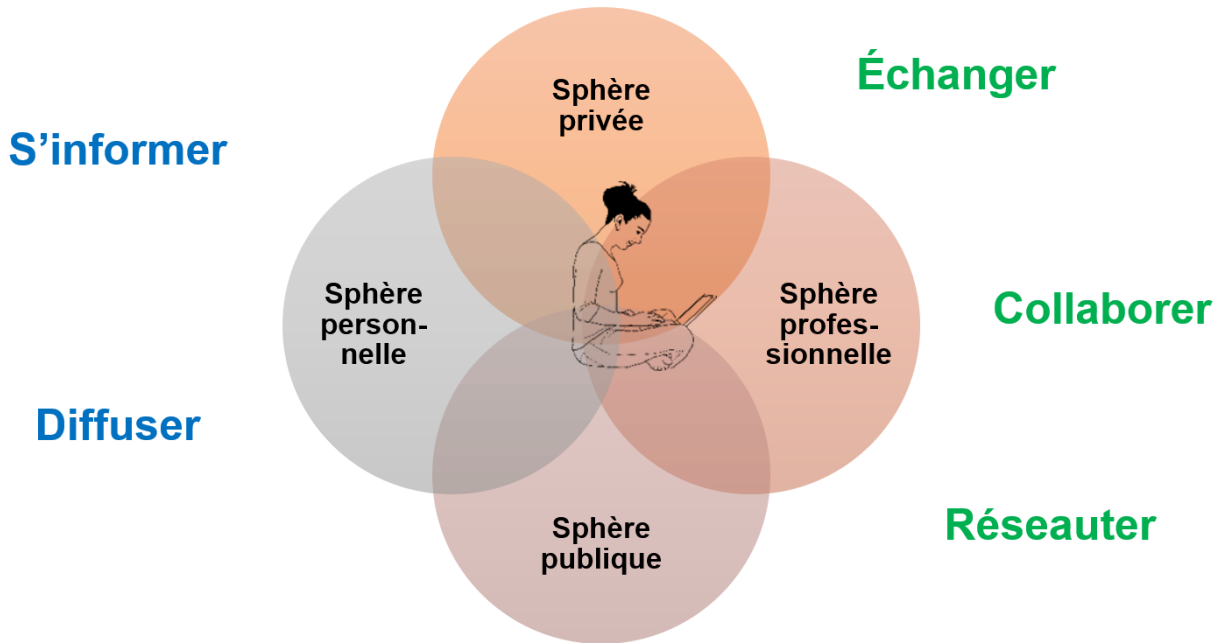 Échanger
S'informer
Sphère
privée
Sphère
person-
nelle
Sphère
profes-
sionnelle
Collaborer
Diffuser
Réseauter
Sphère
publique